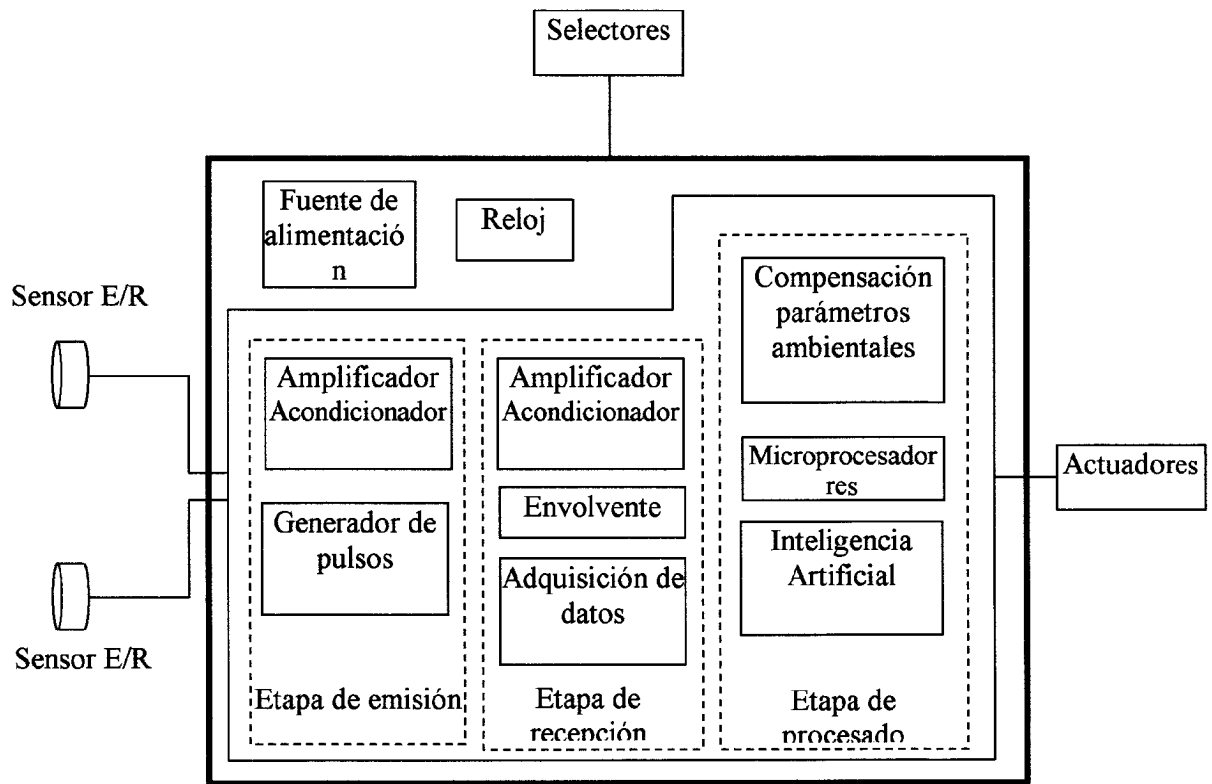 Selectores
Fuente de
alimentació
n
Reloj
Sensor E/R
Sensor E/R
Amplificador
Acondicionador
Generador de
pulsos
Etapa de emisión
Amplificador
Acondicionador
Envolvente
Adquisición de
datos
Etapa de
recepción
Compensación
parámetros
ambientales
Microprocesador
res
Inteligencia
Artificial
Etapa de
procesado
Actuadores